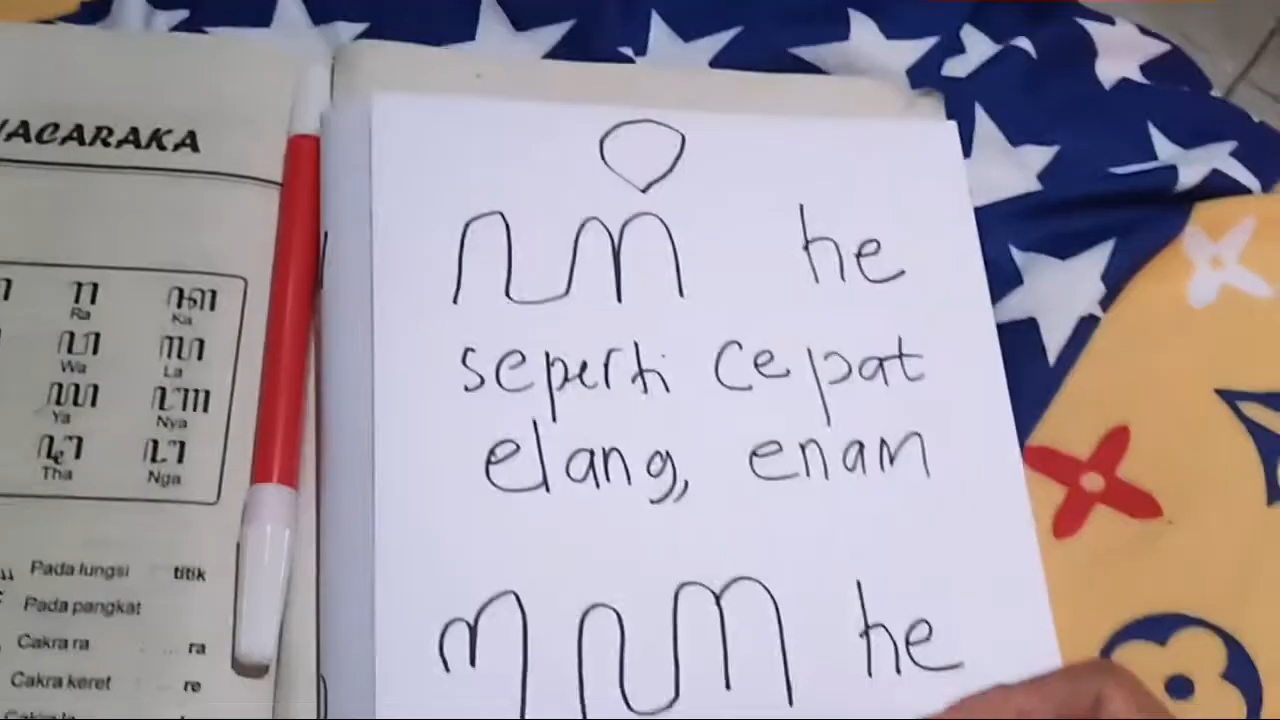 ACARAKA
ꦫ ꦏ
Ra Ka
ꦮ ꦭ
Wa La
ꦪ ꦚ
Ya Nya
ꦛ ꦔ
Tha Nga
Pada lungsi titik
Pada pangkat
Cakra ra ... ra
Cakra keret re
ꦲꦼ he
seperti cepat
elang, enam
ꦲꦺ he